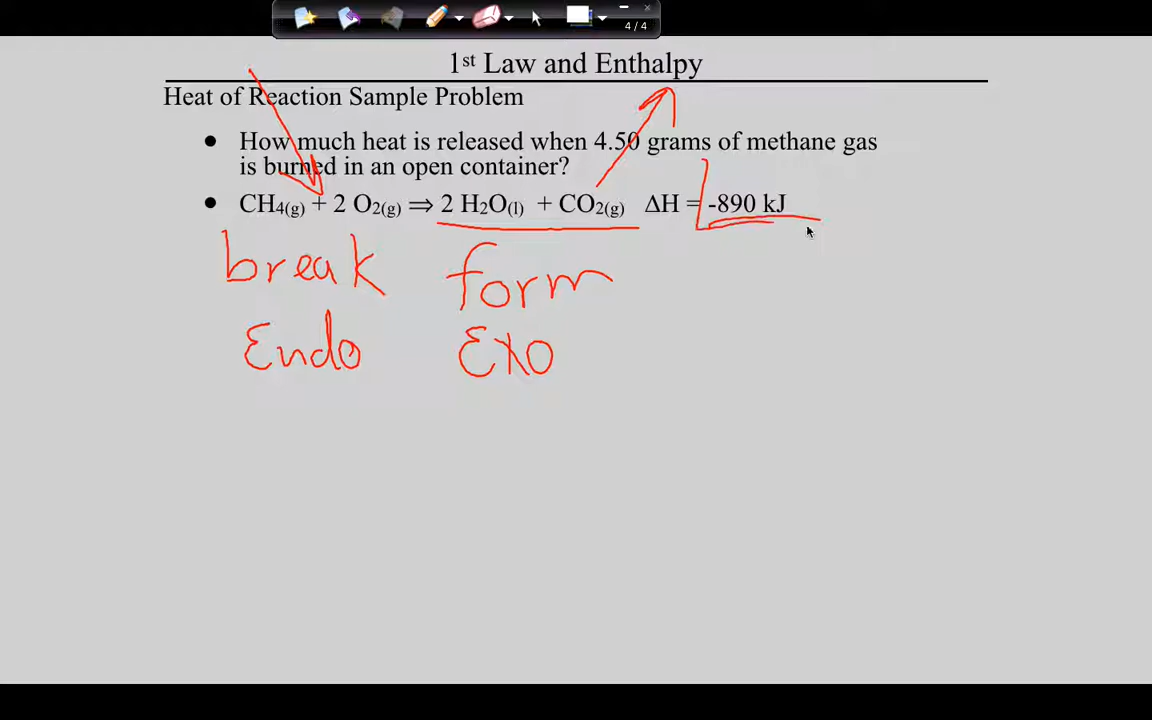 4/4
1st Law and Enthalpy
Heat of Reaction Sample Problem
● How much heat is released when 4.50 grams of methane gas
is burned in an open container?
● CH4(g) + 2 O2(g) ⇒ 2 H2O(l) + CO2(g) ΔH = -890 kJ
break form
Endo Exo